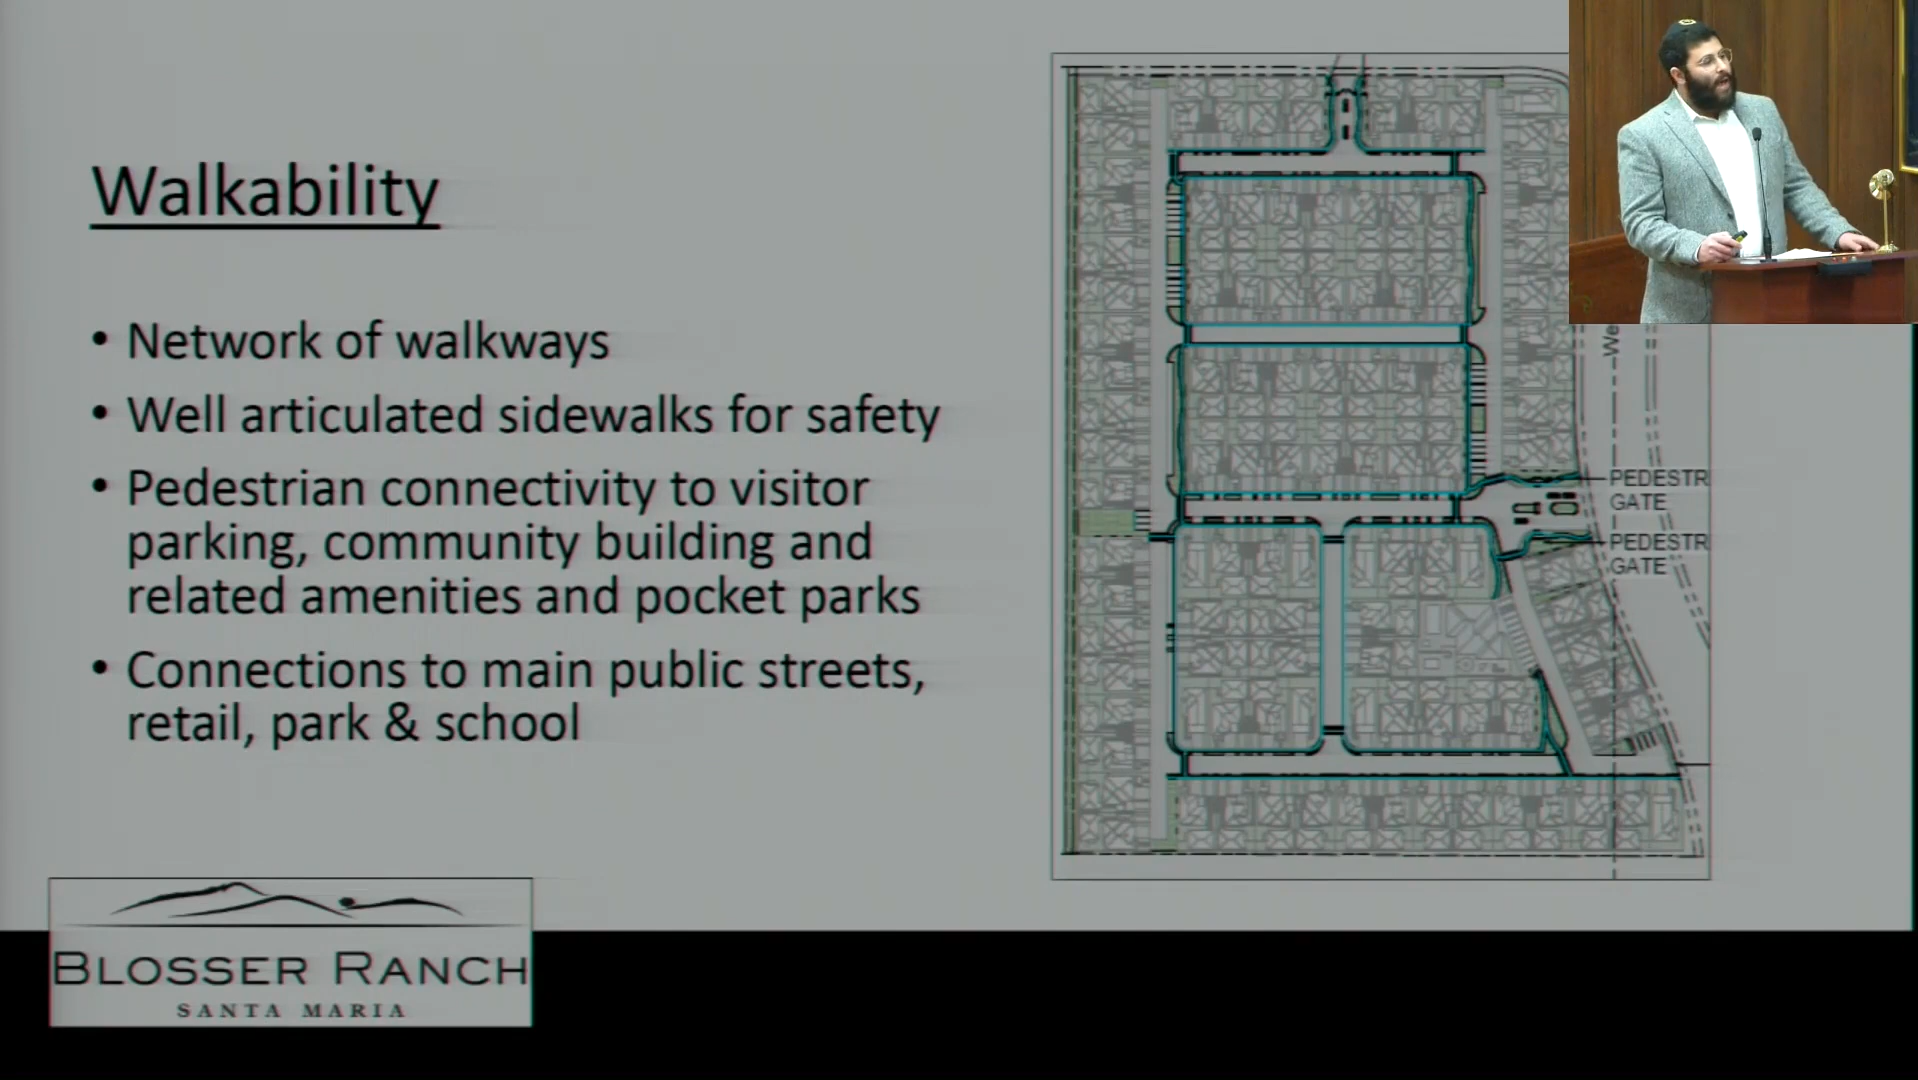 Walkability
• Network of walkways
• Well articulated sidewalks for safety
• Pedestrian connectivity to visitor
parking, community building and
related amenities and pocket parks
• Connections to main public streets,
retail, park & school
We
PEDESTR
GATE
PEDESTR
GATE
BLOSSER RANCH
SANTA MARIA